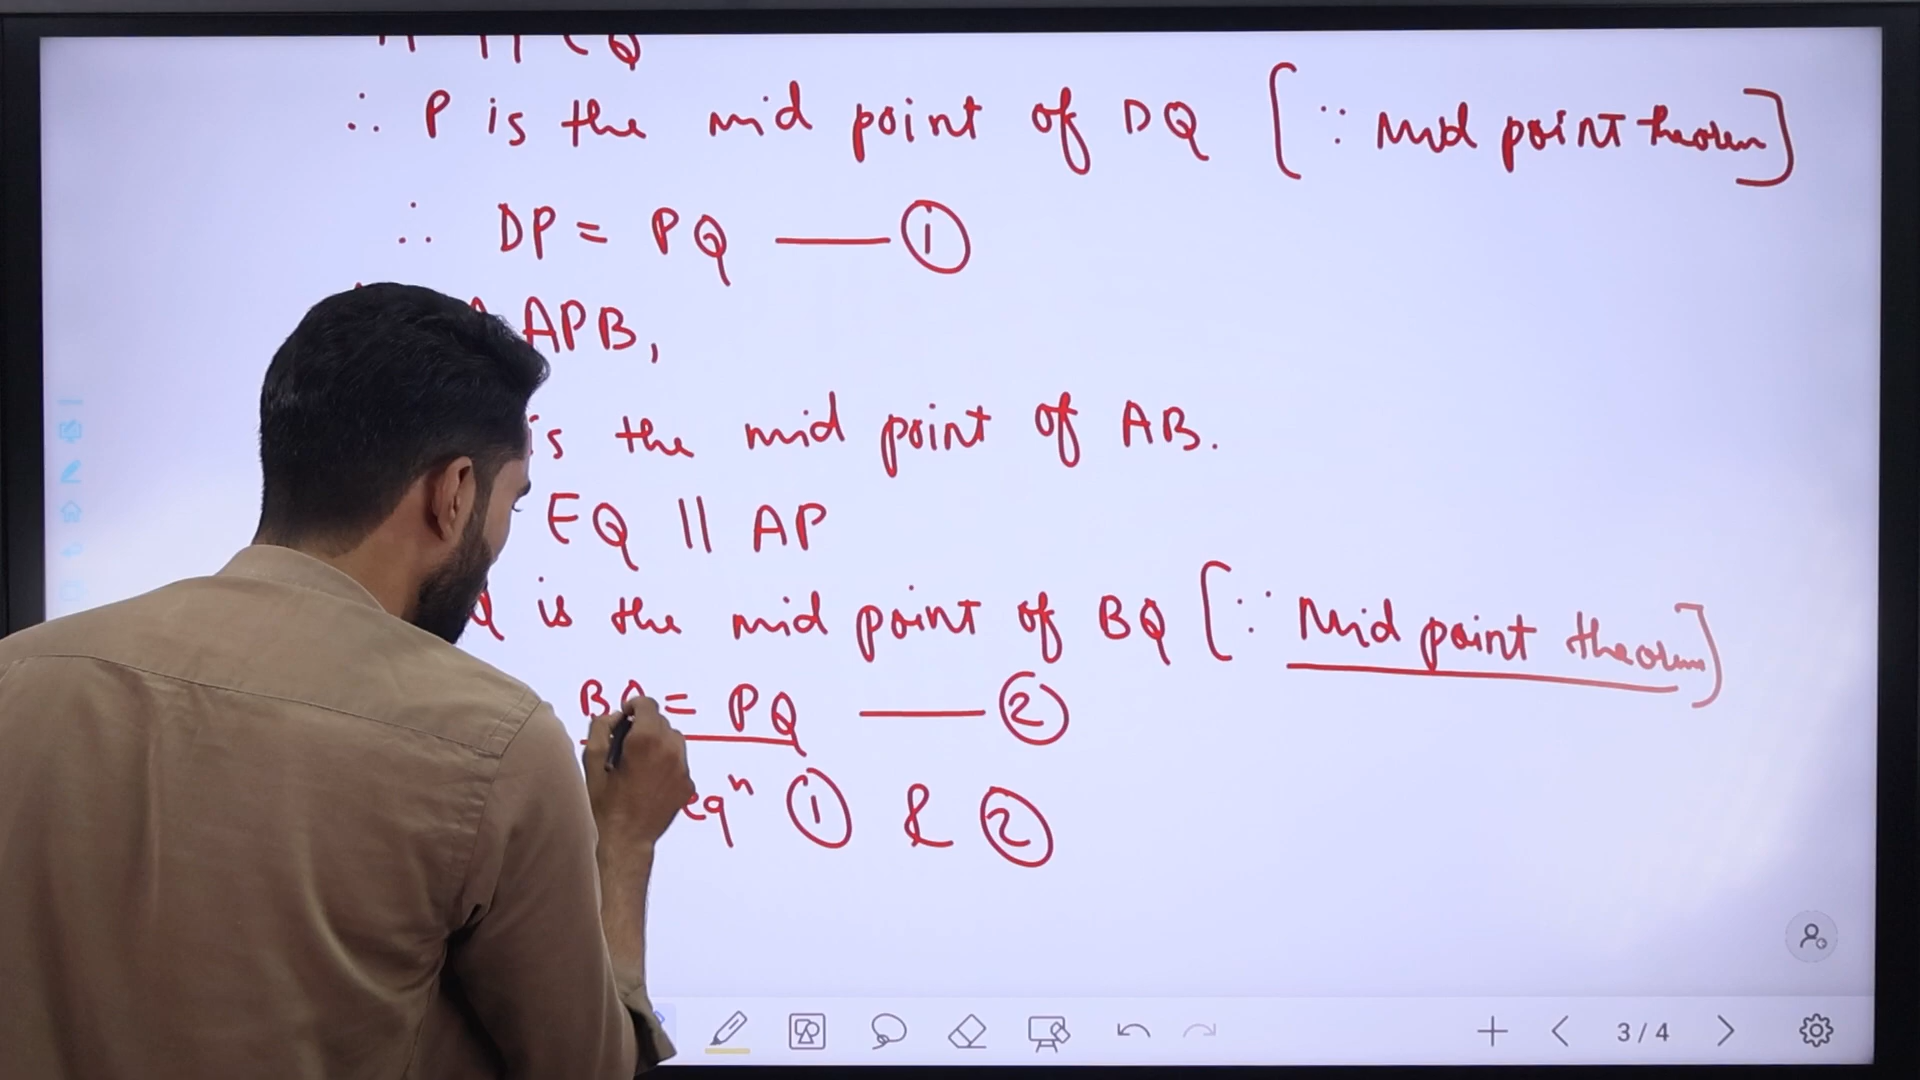 ∴ P is the mid point of DQ [∵ Mid point theorem]
∴ DP = PQ —— ①
APB,
is the mid point of AB.
EQ || AP
Q is the mid point of BQ [∵ Mid point theorem]
BQ = PQ —— ②
eqⁿ ① & ②
3 / 4